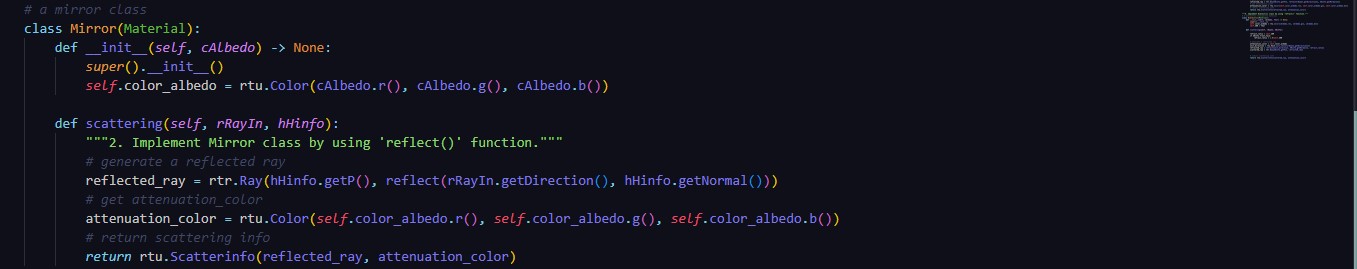 # a mirror class
class Mirror(Material):
    def __init__(self, cAlbedo) -> None:
        super().__init__()
        self.color_albedo = rtu.Color(cAlbedo.r(), cAlbedo.g(), cAlbedo.b())
    def scattering(self, rRayIn, hHinfo):
        """2. Implement Mirror class by using 'reflect()' function."""
        # generate a reflected ray
        reflected_ray = rtr.Ray(hHinfo.getP(), reflect(rRayIn.getDirection(), hHinfo.getNormal()))
        # get attenuation_color
        attenuation_color = rtu.Color(self.color_albedo.r(), self.color_albedo.g(), self.color_albedo.b())
        # return scattering info
        return rtu.Scatterinfo(reflected_ray, attenuation_color)